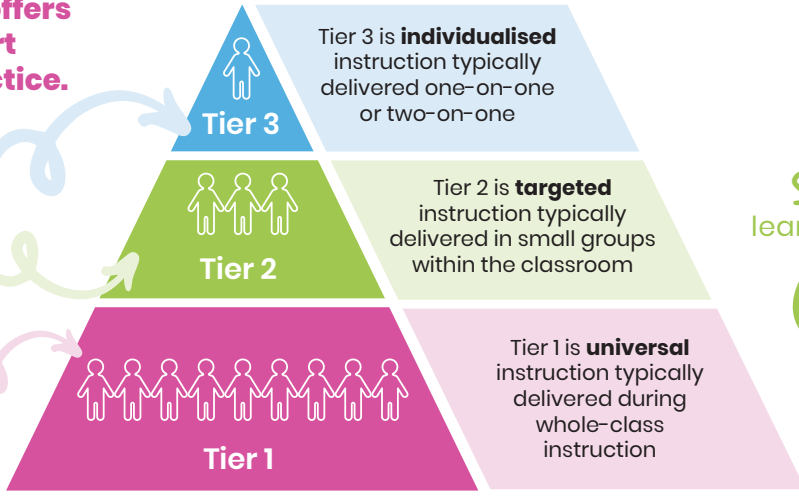 offers
Tier 3 is individualised
instruction typically
delivered one-on-one
or two-on-one
Tier 3
Tier 2 is targeted
instruction typically
delivered in small groups
within the classroom
Tier 2
Tier 1 is universal
instruction typically
delivered during
whole-class
instruction
Tier 1